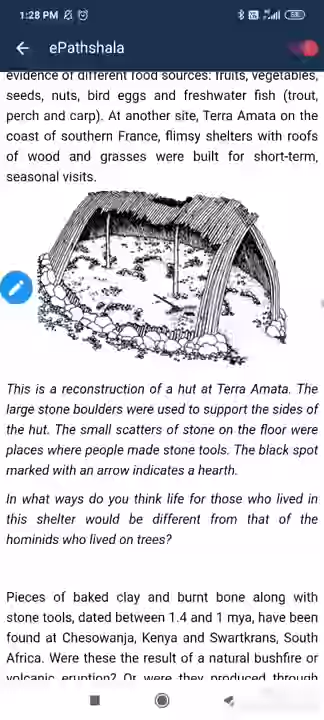 1:28 PM
ePathshala
evidence of different food sources: fruits, vegetables,
seeds, nuts, bird eggs and freshwater fish (trout,
perch and carp). At another site, Terra Amata on the
coast of southern France, flimsy shelters with roofs
of wood and grasses were built for short-term,
seasonal visits.
This is a reconstruction of a hut at Terra Amata. The
large stone boulders were used to support the sides of
the hut. The small scatters of stone on the floor were
places where people made stone tools. The black spot
marked with an arrow indicates a hearth.
In what ways do you think life for those who lived in
this shelter would be different from that of the
hominids who lived on trees?
Pieces of baked clay and burnt bone along with
stone tools, dated between 1.4 and 1 mya, have been
found at Chesowanja, Kenya and Swartkrans, South
Africa. Were these the result of a natural bushfire or
volcanic eruption? Or were they produced through